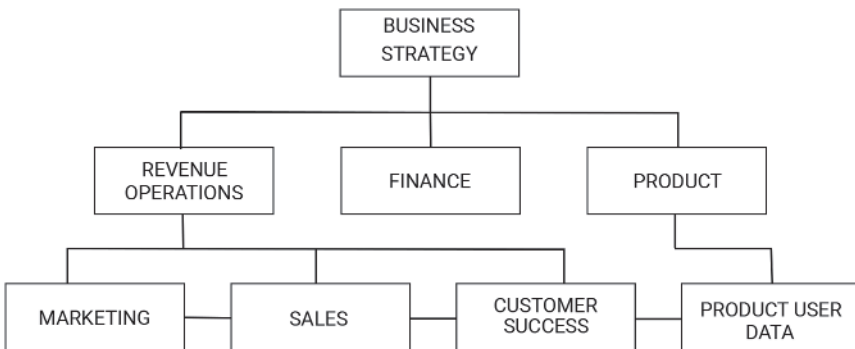 BUSINESS
STRATEGY
REVENUE
OPERATIONS
FINANCE
PRODUCT
MARKETING
SALES
CUSTOMER
SUCCESS
PRODUCT USER
DATA